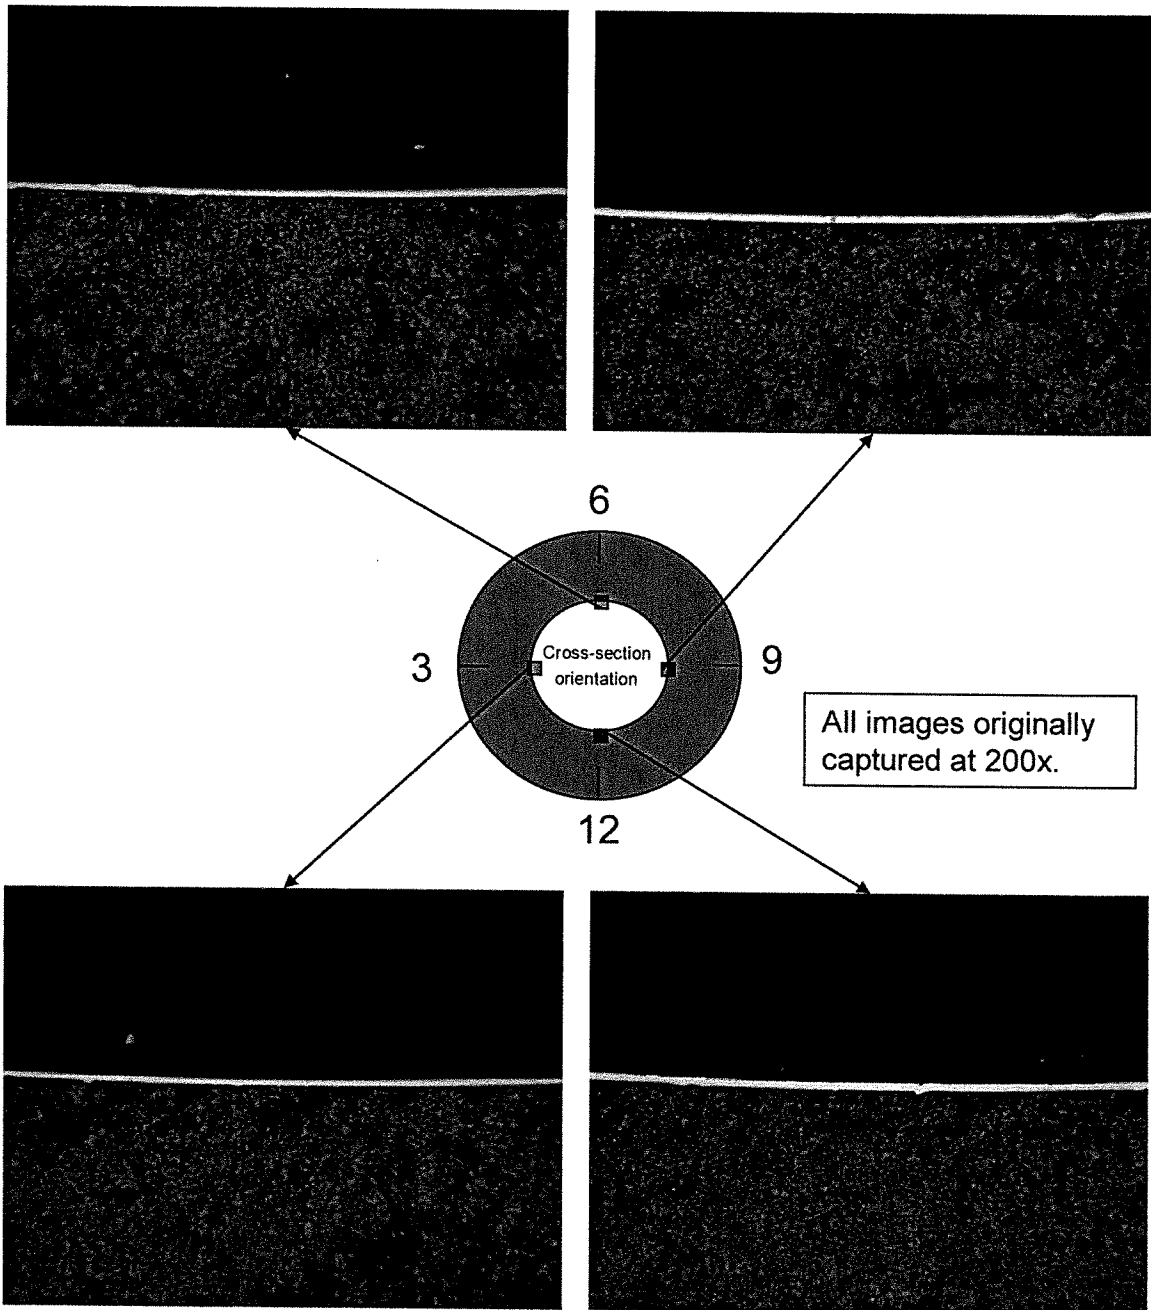 6
Cross-section
orientation
3
9
All images originally
captured at 200x.
12